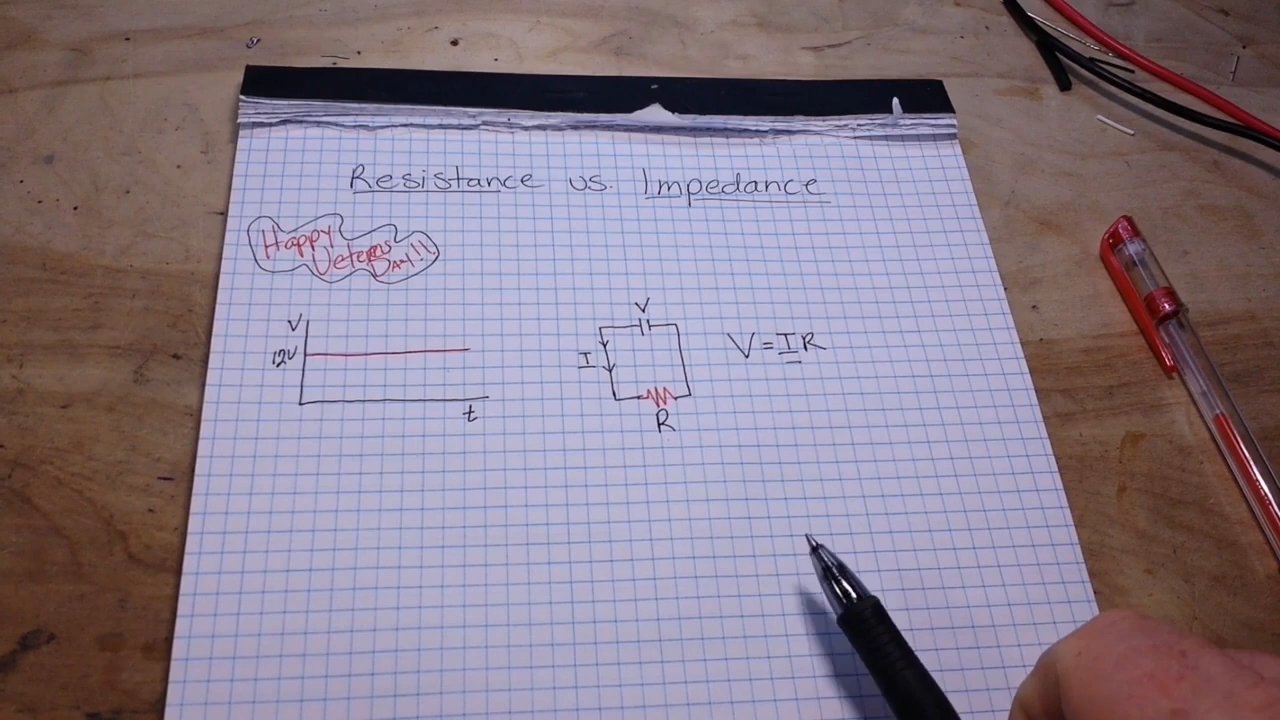 Resistance vs. Impedance
Happy
Veterans
DAY!!
V
12V
t
V
I
R
V=IR